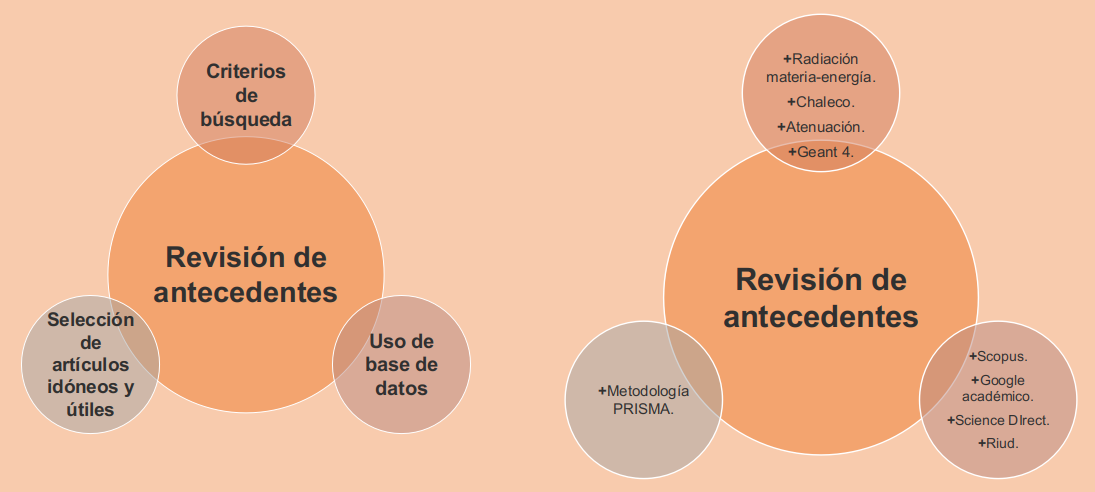 Criterios
de
búsqueda
Revisión de
antecedentes
Selección
de
artículos
idóneos y
útiles
Uso de
base de
datos
+Radiación
materia-energía.
+Chaleco.
+Atenuación.
+Geant 4.
Revisión de
antecedentes
+Metodología
PRISMA.
+Scopus.
+Google
académico.
+Science DIrect.
+Riud.